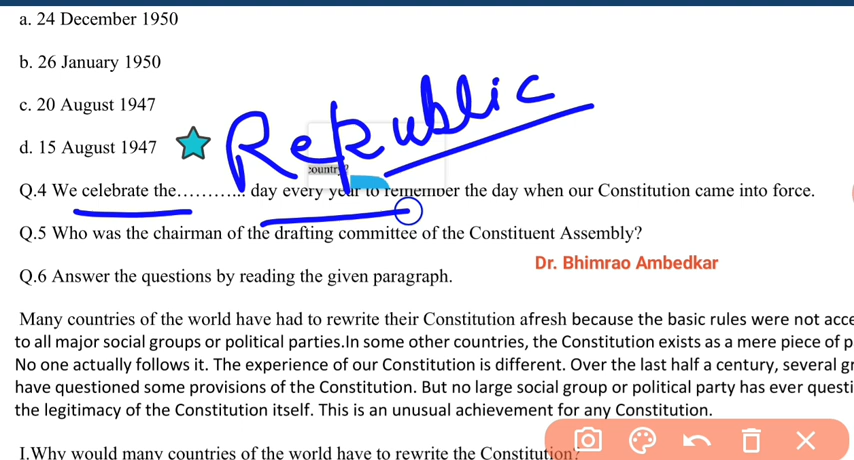 a. 24 December 1950
b. 26 January 1950
c. 20 August 1947
d. 15 August 1947
Republic
country?
Q.4 We celebrate the………… day every year to remember the day when our Constitution came into force.
Q.5 Who was the chairman of the drafting committee of the Constituent Assembly?
Dr. Bhimrao Ambedkar
Q.6 Answer the questions by reading the given paragraph.
Many countries of the world have had to rewrite their Constitution afresh because the basic rules were not acce
to all major social groups or political parties.In some other countries, the Constitution exists as a mere piece of p
No one actually follows it. The experience of our Constitution is different. Over the last half a century, several gr
have questioned some provisions of the Constitution. But no large social group or political party has ever questi
the legitimacy of the Constitution itself. This is an unusual achievement for any Constitution.
I.Why would many countries of the world have to rewrite the Constitution?